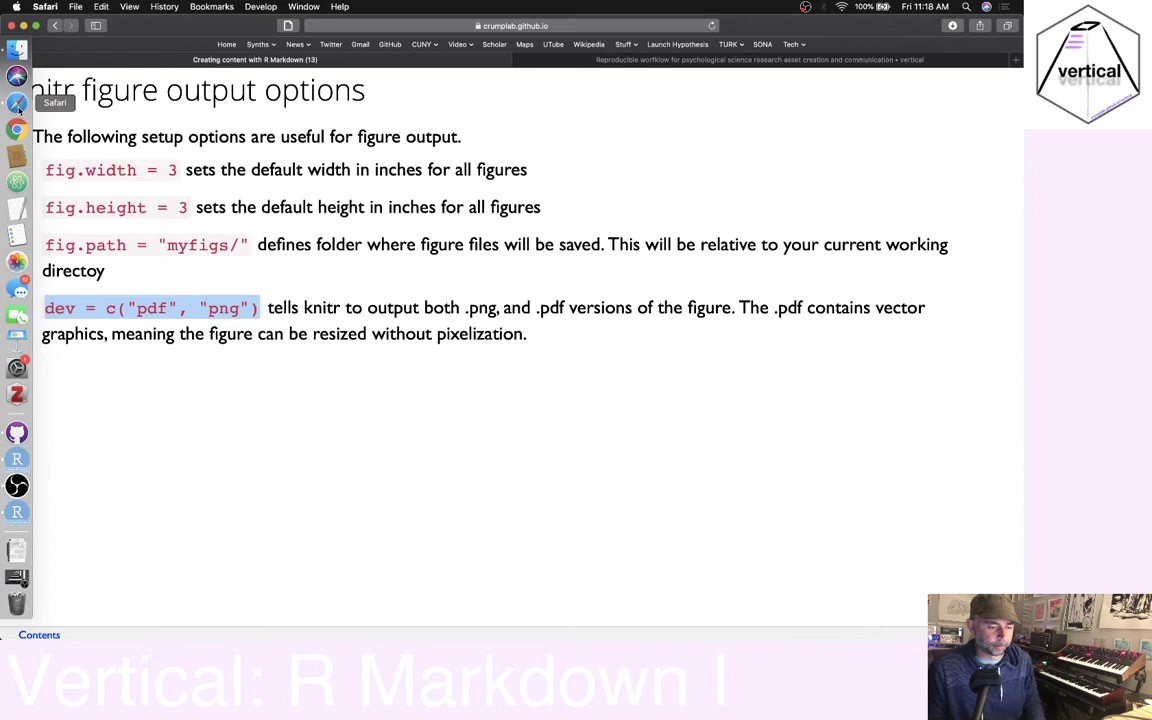 Safari File Edit View History Bookmarks Develop Window Help 100% Fri 11:18 AM
crumplab.github.io
Home Synths News Twitter Gmail GitHub CUNY Video Scholar Maps UTube Wikipedia Stuff Launch Hypothesis TURK SONA Tech
Creating content with R Markdown (13) Reproducible worfklow for psychological science research asset creation and communication • vertical
vertical
nitr figure output options
Safari
The following setup options are useful for figure output.
fig.width = 3 sets the default width in inches for all figures
fig.height = 3 sets the default height in inches for all figures
fig.path = "myfigs/" defines folder where figure files will be saved. This will be relative to your current working
directoy
dev = c("pdf", "png") tells knitr to output both .png, and .pdf versions of the figure. The .pdf contains vector
graphics, meaning the figure can be resized without pixelization.
Contents
Vertical: R Markdown I